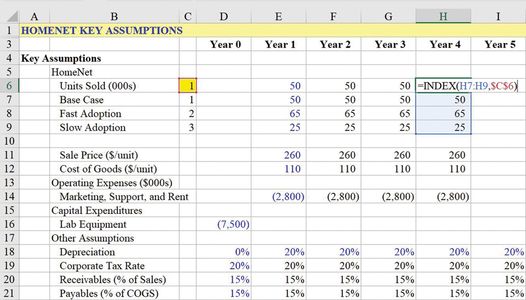 A B C D E F G H I
1 HOMENET KEY ASSUMPTIONS
3 Year 0 Year 1 Year 2 Year 3 Year 4 Year 5
4 Key Assumptions
5 HomeNet
6 Units Sold (000s) 1 50 50 50 =INDEX(H7:H9,$C$6)
7 Base Case 1 50 50 50 50
8 Fast Adoption 2 65 65 65 65
9 Slow Adoption 3 25 25 25 25
10
11 Sale Price ($/unit) 260 260 260 260
12 Cost of Goods ($/unit) 110 110 110 110
13 Operating Expenses ($000s)
14 Marketing, Support, and Rent (2,800) (2,800) (2,800) (2,800)
15 Capital Expenditures
16 Lab Equipment (7,500)
17 Other Assumptions
18 Depreciation 0% 20% 20% 20% 20% 20%
19 Corporate Tax Rate 20% 20% 20% 20% 20% 20%
20 Receivables (% of Sales) 15% 15% 15% 15% 15% 15%
21 Payables (% of COGS) 15% 15% 15% 15% 15% 15%